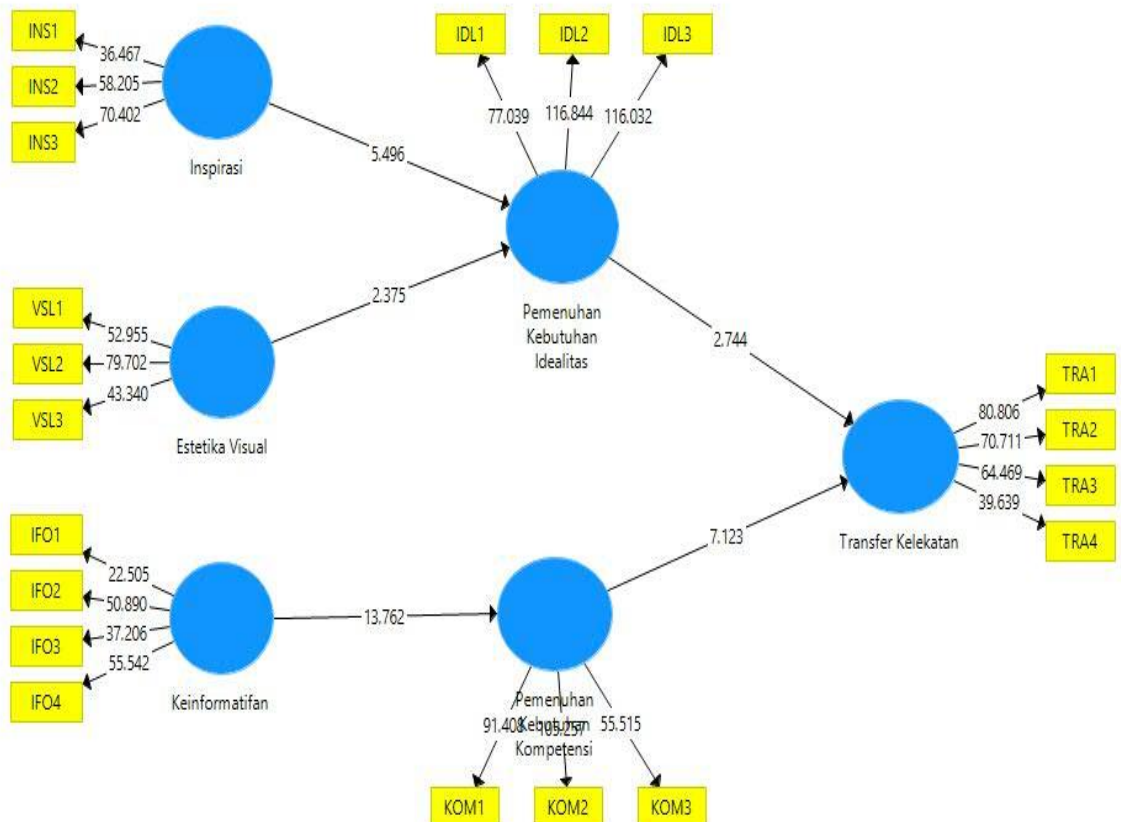 INS1
36.467
INS2
58.205
INS3
70.402
Inspirasi
IDL1
IDL2
IDL3
77.039
116.844
116.032
5.496
Pemenuhan
Kebutuhan
Idealitas
VSL1
52.955
VSL2
79.702
VSL3
43.340
Estetika Visual
2.375
2.744
TRA1
80.806
TRA2
70.711
TRA3
64.469
TRA4
39.639
Transfer Kelekatan
7.123
IFO1
22.505
IFO2
50.890
IFO3
37.206
IFO4
55.542
Keinformatifan
13.762
Pemenuhan
Kebutuhan
Kompetensi
91.408
105.257
55.515
KOM1
KOM2
KOM3